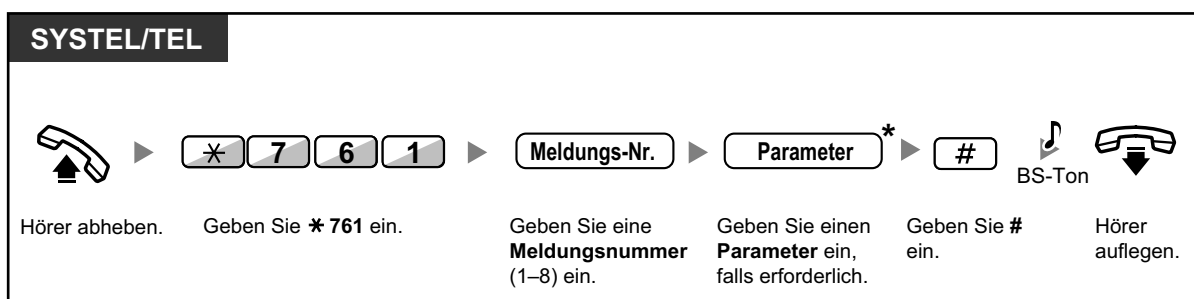 SYSTEL/TEL
* 7 6 1 Meldungs-Nr. Parameter * #
BS-Ton
Hörer abheben.
Geben Sie * 761 ein.
Geben Sie eine
Meldungsnummer
(1–8) ein.
Geben Sie einen
Parameter ein,
falls erforderlich.
Geben Sie #
ein.
Hörer
auflegen.